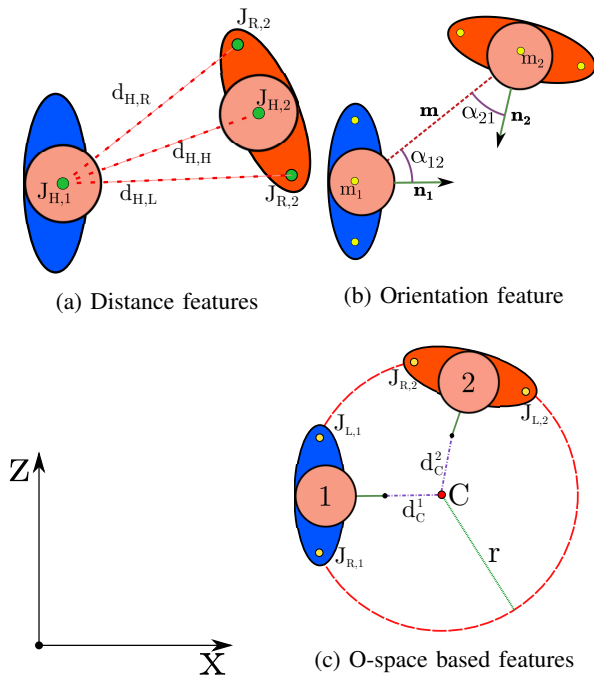 J_{R,2}
d_{H,R}
J_{H,2}
d_{H,H}
J_{H,1}
d_{H,L}
J_{R,2}
(a) Distance features
m_2
m
n_2
α_{21}
α_{12}
m_1
n_1
(b) Orientation feature
2
J_{R,2}
J_{L,2}
J_{L,1}
d_C^2
1
C
d_C^1
J_{R,1}
r
Z
X
(c) O-space based features